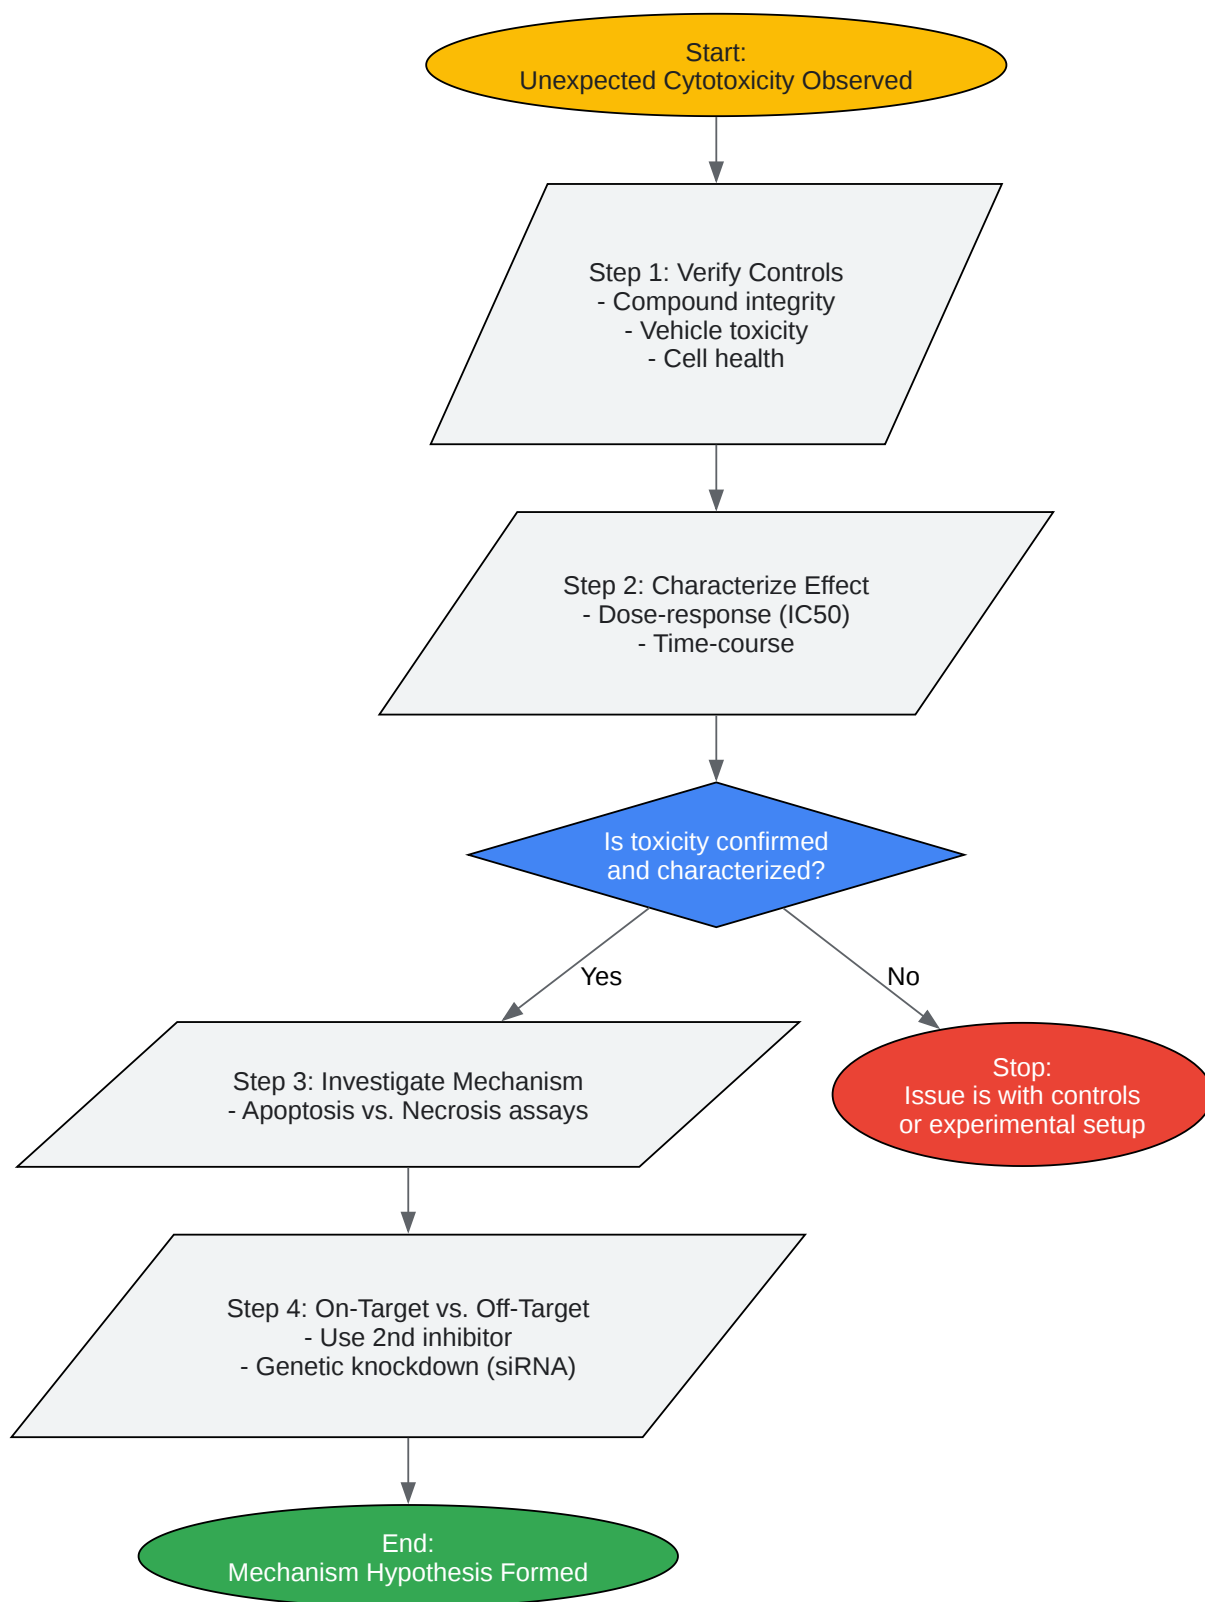 Start:
Unexpected Cytotoxicity Observed
Step 1: Verify Controls
- Compound integrity
- Vehicle toxicity
- Cell health
Step 2: Characterize Effect
- Dose-response (IC50)
- Time-course
Is toxicity confirmed
and characterized?
Yes
No
Step 3: Investigate Mechanism
- Apoptosis vs. Necrosis assays
Stop:
Issue is with controls
or experimental setup
Step 4: On-Target vs. Off-Target
- Use 2nd inhibitor
- Genetic knockdown (siRNA)
End:
Mechanism Hypothesis Formed